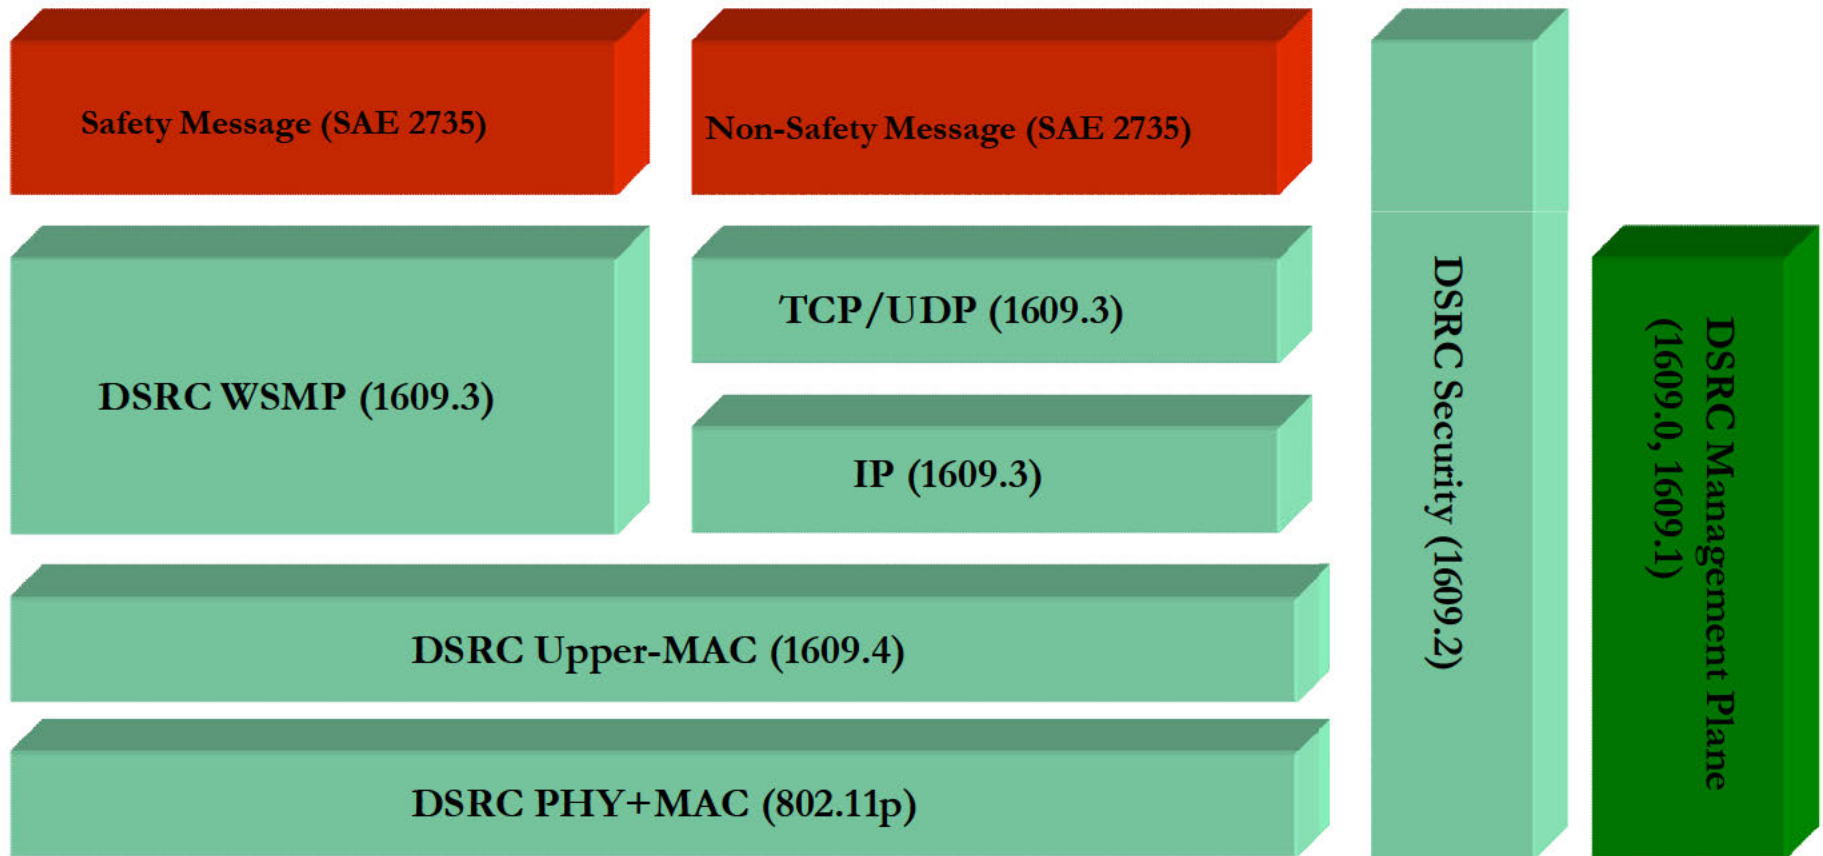 Safety Message (SAE 2735)
Non-Safety Message (SAE 2735)
DSRC WSMP (1609.3)
TCP/UDP (1609.3)
IP (1609.3)
DSRC Upper-MAC (1609.4)
DSRC PHY+MAC (802.11p)
DSRC Security (1609.2)
DSRC Management Plane
(1609.0, 1609.1)